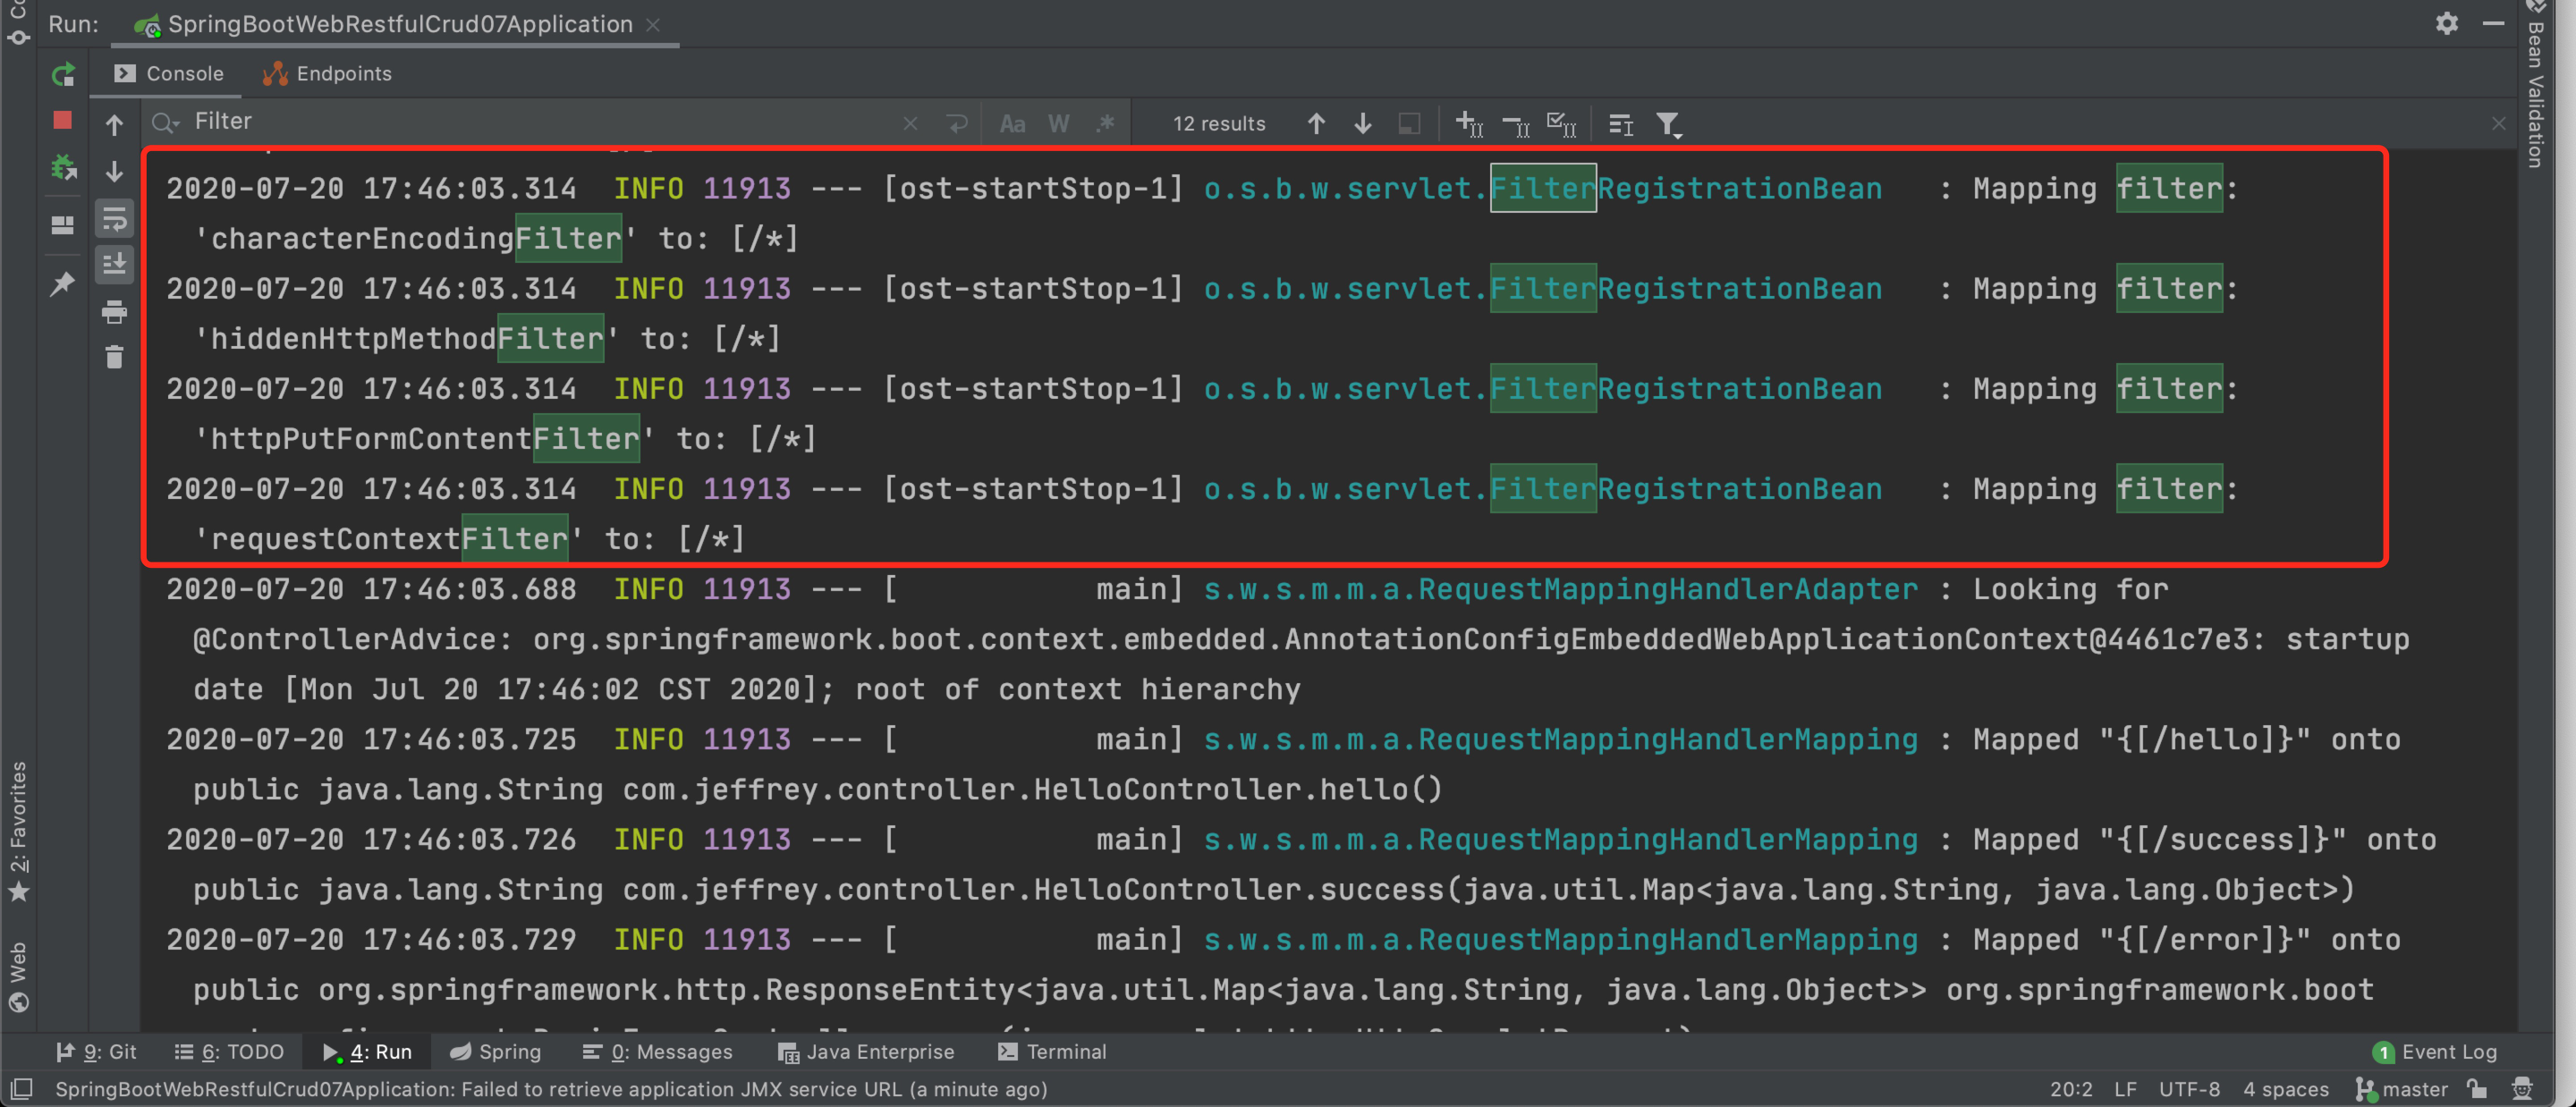 Run: SpringBootWebRestfulCrud07Application
Console Endpoints
Filter Aa W .* 12 results
2020-07-20 17:46:03.314  INFO 11913 --- [ost-startStop-1] o.s.b.w.servlet.FilterRegistrationBean   : Mapping filter:
'characterEncodingFilter' to: [/*]
2020-07-20 17:46:03.314  INFO 11913 --- [ost-startStop-1] o.s.b.w.servlet.FilterRegistrationBean   : Mapping filter:
'hiddenHttpMethodFilter' to: [/*]
2020-07-20 17:46:03.314  INFO 11913 --- [ost-startStop-1] o.s.b.w.servlet.FilterRegistrationBean   : Mapping filter:
'httpPutFormContentFilter' to: [/*]
2020-07-20 17:46:03.314  INFO 11913 --- [ost-startStop-1] o.s.b.w.servlet.FilterRegistrationBean   : Mapping filter:
'requestContextFilter' to: [/*]
2020-07-20 17:46:03.688  INFO 11913 --- [           main] s.w.s.m.m.a.RequestMappingHandlerAdapter : Looking for
@ControllerAdvice: org.springframework.boot.context.embedded.AnnotationConfigEmbeddedWebApplicationContext@4461c7e3: startup
date [Mon Jul 20 17:46:02 CST 2020]; root of context hierarchy
2020-07-20 17:46:03.725  INFO 11913 --- [           main] s.w.s.m.m.a.RequestMappingHandlerMapping : Mapped "{[/hello]}" onto
public java.lang.String com.jeffrey.controller.HelloController.hello()
2020-07-20 17:46:03.726  INFO 11913 --- [           main] s.w.s.m.m.a.RequestMappingHandlerMapping : Mapped "{[/success]}" onto
public java.lang.String com.jeffrey.controller.HelloController.success(java.util.Map<java.lang.String, java.lang.Object>)
2020-07-20 17:46:03.729  INFO 11913 --- [           main] s.w.s.m.m.a.RequestMappingHandlerMapping : Mapped "{[/error]}" onto
public org.springframework.http.ResponseEntity<java.util.Map<java.lang.String, java.lang.Object>> org.springframework.boot
2: Favorites
Web
Bean Validation
9: Git 6: TODO 4: Run Spring 0: Messages Java Enterprise Terminal 1 Event Log
SpringBootWebRestfulCrud07Application: Failed to retrieve application JMX service URL (a minute ago) 20:2 LF UTF-8 4 spaces master